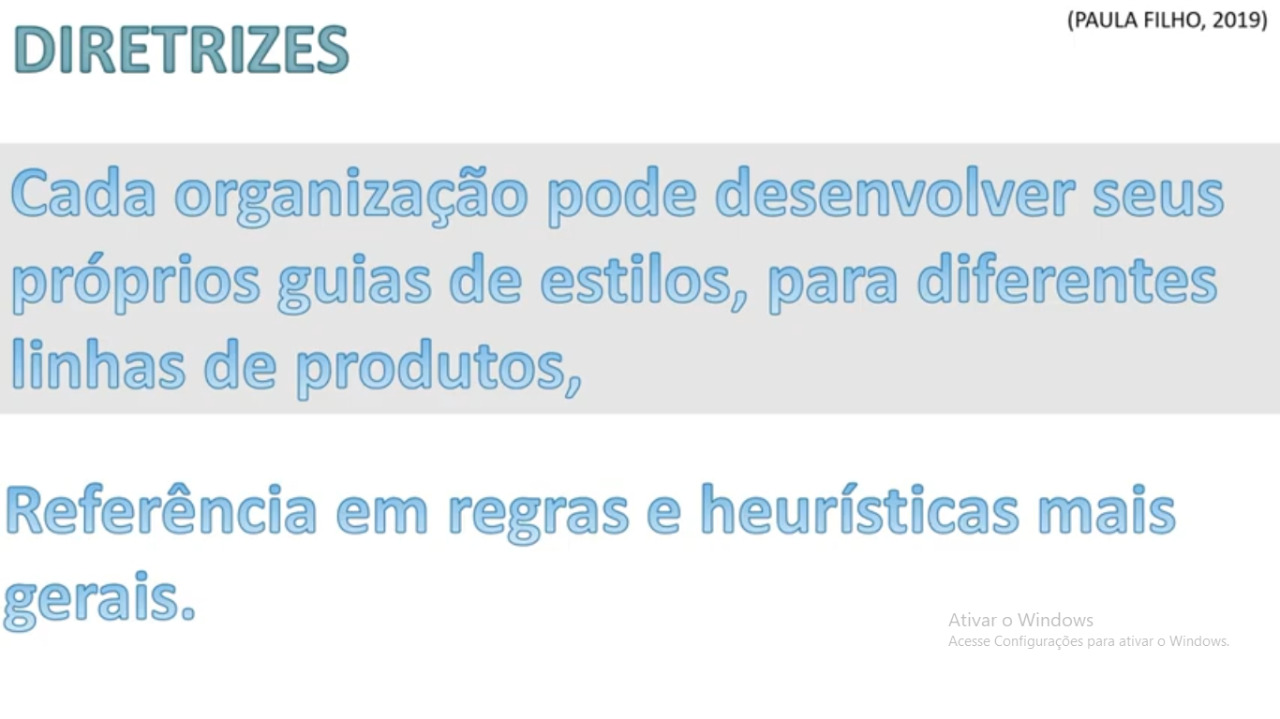 (PAULA FILHO, 2019)
DIRETRIZES
Cada organização pode desenvolver seus
próprios guias de estilos, para diferentes
linhas de produtos,
Referência em regras e heurísticas mais
gerais.
Ativar o Windows
Acesse Configurações para ativar o Windows.